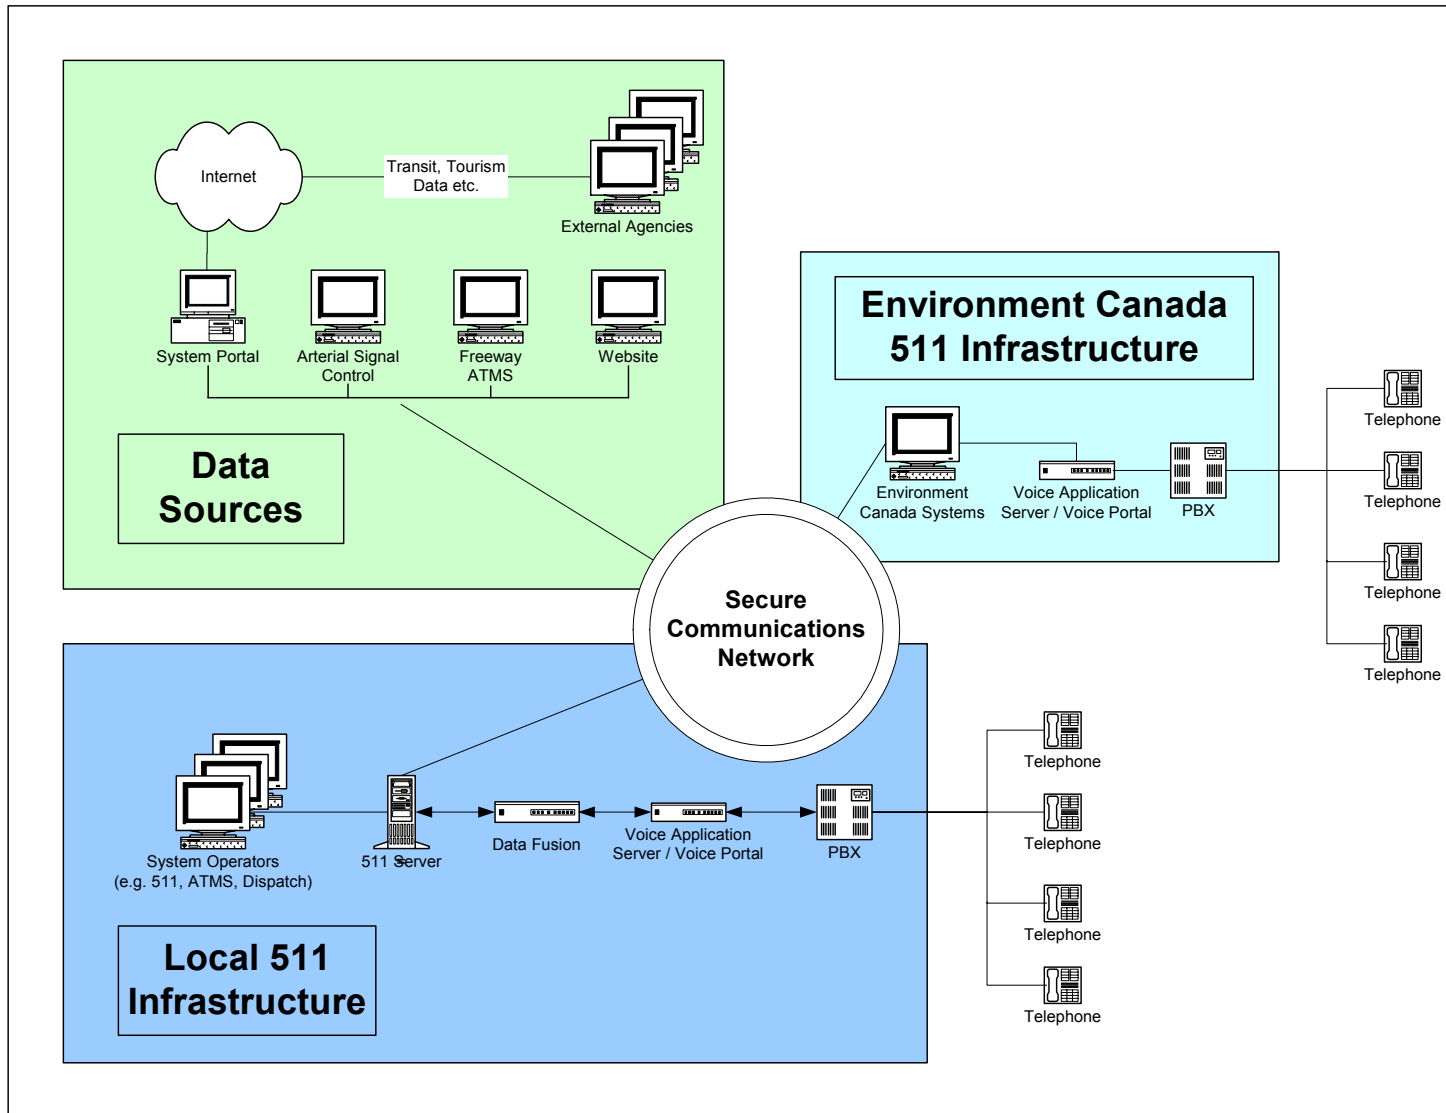 Internet
Transit, Tourism
Data etc.
External Agencies
System Portal
Arterial Signal
Control
Freeway
ATMS
Website
Data
Sources
Environment Canada
511 Infrastructure
Environment
Canada Systems
Voice Application
Server / Voice Portal
PBX
Telephone
Telephone
Telephone
Telephone
Secure
Communications
Network
System Operators
(e.g. 511, ATMS, Dispatch)
511 Server
Data Fusion
Voice Application
Server / Voice Portal
PBX
Telephone
Telephone
Telephone
Telephone
Local 511
Infrastructure